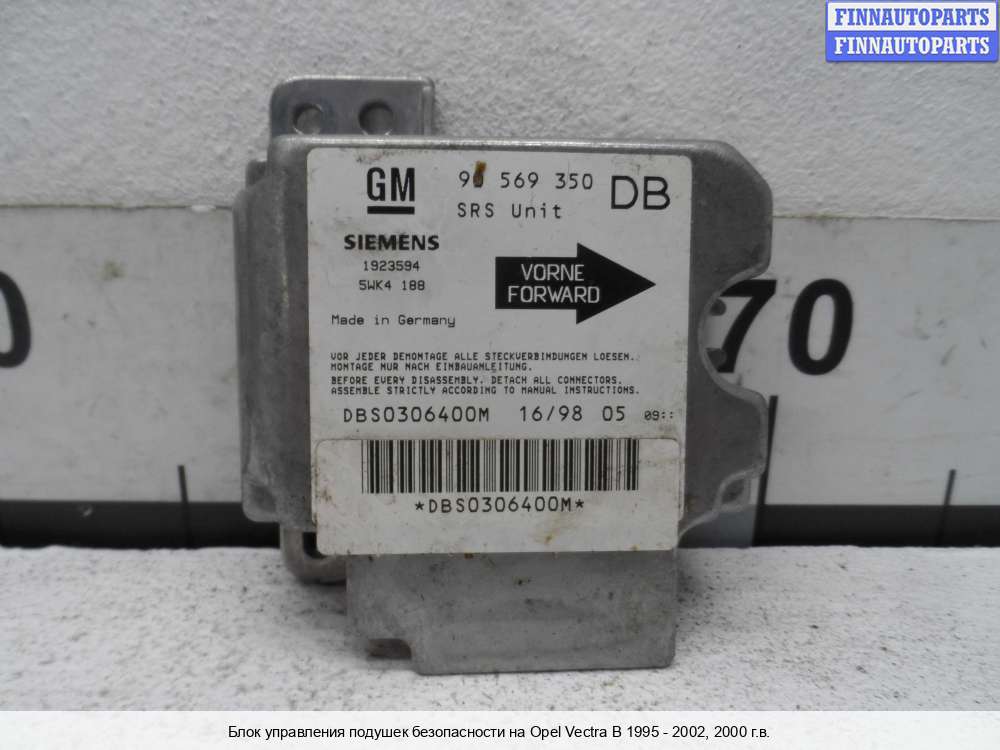 FINNAUTOPARTS
FINNAUTOPARTS
GM 90 569 350 DB
SRS Unit
SIEMENS
1923594
5WK4 188
VORNE
FORWARD
Made in Germany
VOR JEDER DEMONTAGE ALLE STECKVERBINDUNGEN LOESEN.
MONTAGE NUR NACH EINBAUANLEITUNG.
BEFORE EVERY DISASSEMBLY. DETACH ALL CONNECTORS.
ASSEMBLE STRICTLY ACCORDING TO MANUAL INSTRUCTIONS.
DBS0306400M 16/98 05 09::
*DBS0306400M*
0
70
Блок управления подушек безопасности на Opel Vectra B 1995 - 2002, 2000 г.в.